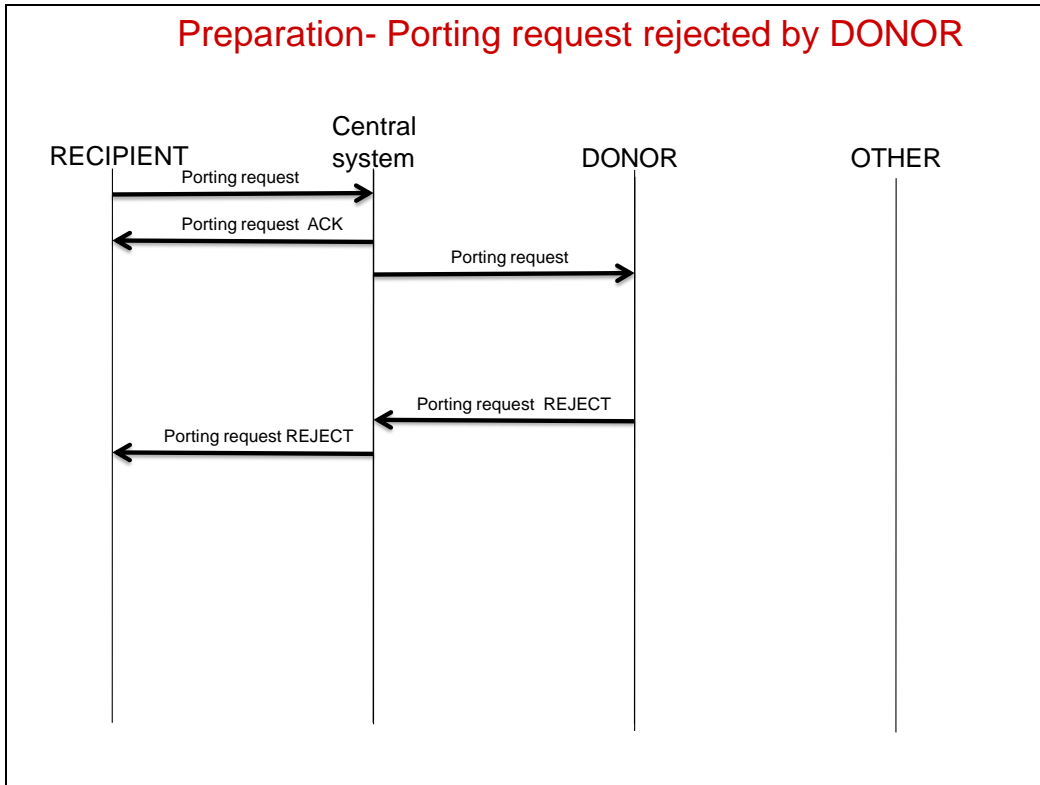 Preparation- Porting request rejected by DONOR
Central
system
RECIPIENT
DONOR
OTHER
Porting request
Porting request ACK
Porting request
Porting request REJECT
Porting request REJECT